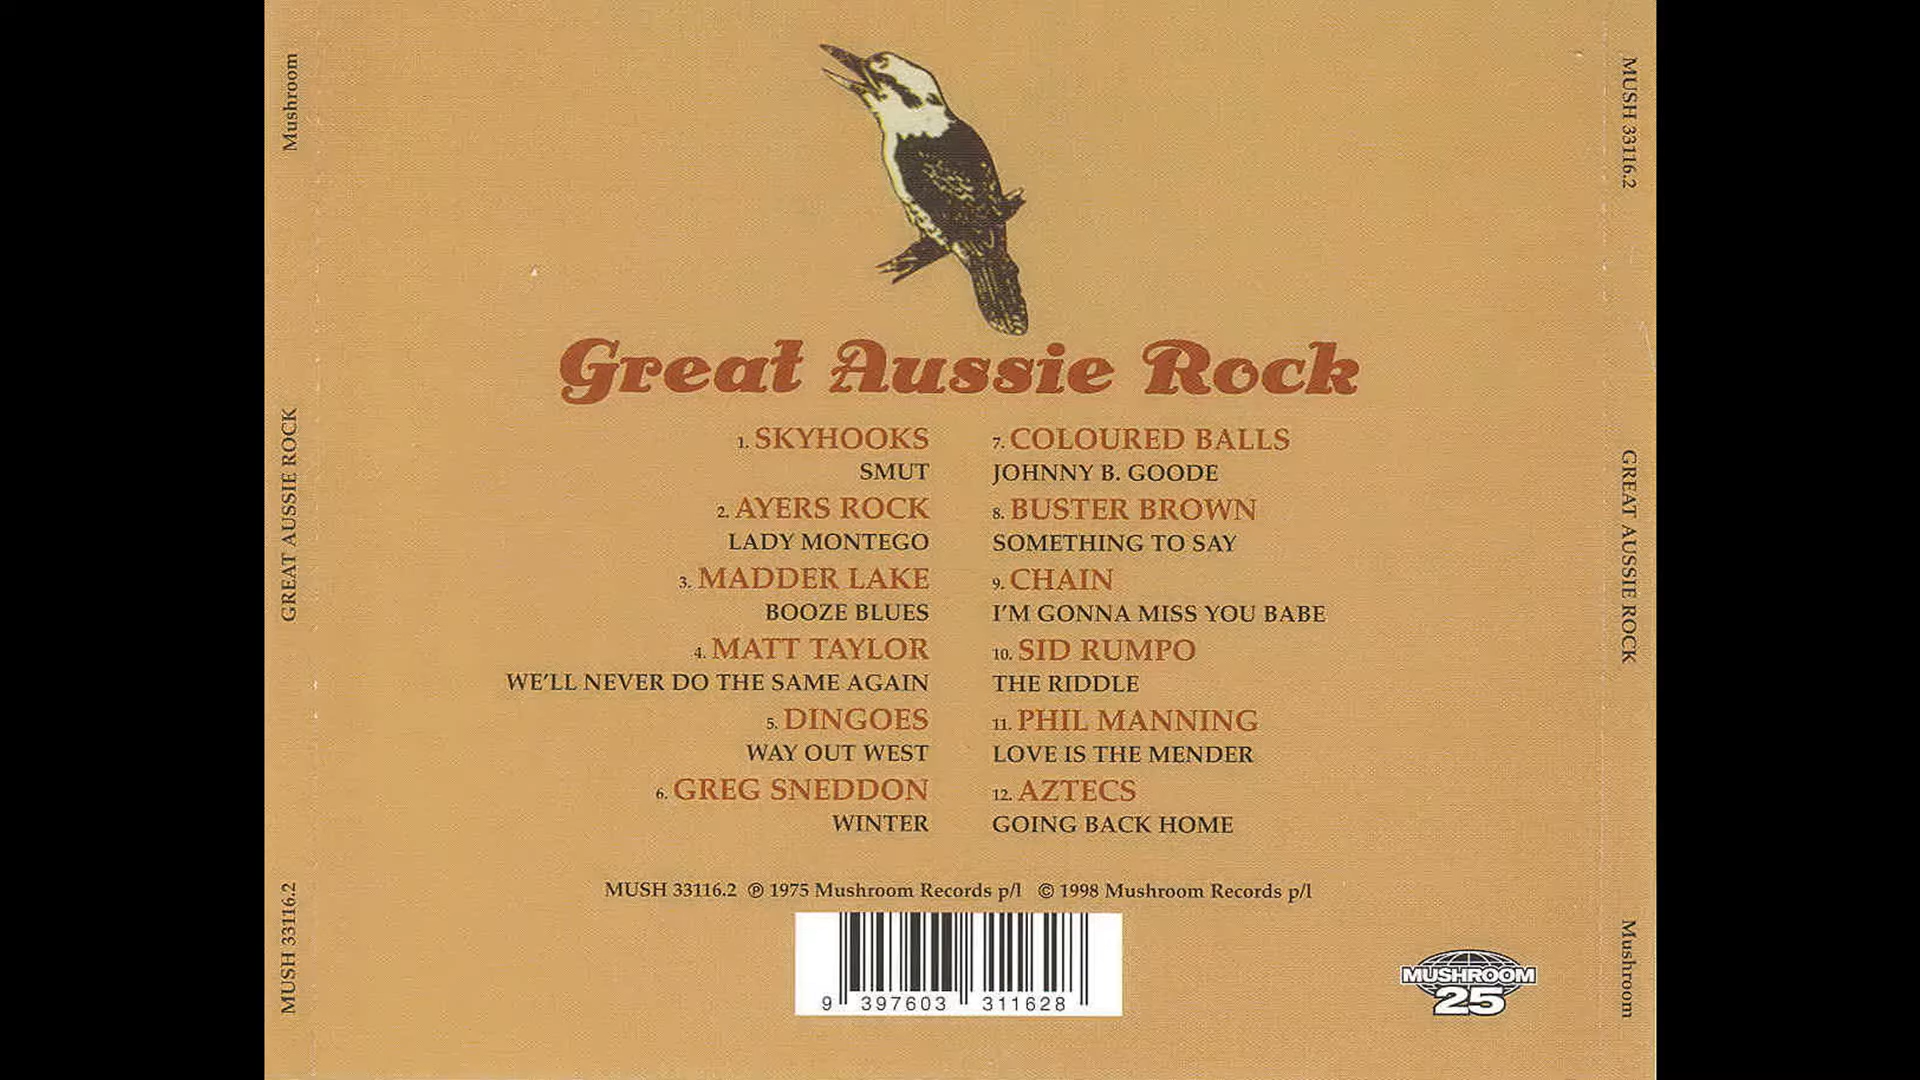 Mushroom
GREAT AUSSIE ROCK
MUSH 33116.2
Great Aussie Rock
1. SKYHOOKS
SMUT
2. AYERS ROCK
LADY MONTEGO
3. MADDER LAKE
BOOZE BLUES
4. MATT TAYLOR
WE'LL NEVER DO THE SAME AGAIN
5. DINGOES
WAY OUT WEST
6. GREG SNEDDON
WINTER
7. COLOURED BALLS
JOHNNY B. GOODE
8. BUSTER BROWN
SOMETHING TO SAY
9. CHAIN
I'M GONNA MISS YOU BABE
10. SID RUMPO
THE RIDDLE
11. PHIL MANNING
LOVE IS THE MENDER
12. AZTECS
GOING BACK HOME
MUSH 33116.2 ℗ 1975 Mushroom Records p/l © 1998 Mushroom Records p/l
9 397603 311628
MUSHROOM
25
MUSH 33116.2
GREAT AUSSIE ROCK
Mushroom